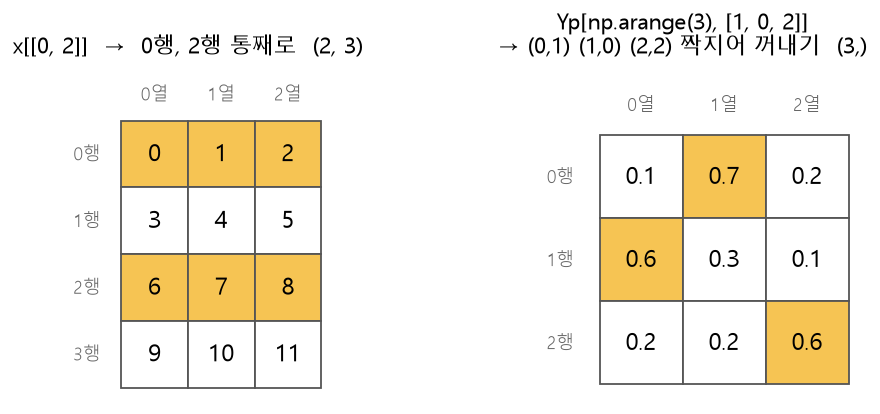 x[[0, 2]] → 0행, 2행 통째로 (2, 3)
0열 1열 2열
0행 0 1 2
1행 3 4 5
2행 6 7 8
3행 9 10 11
Yp[np.arange(3), [1, 0, 2]]
→ (0,1) (1,0) (2,2) 짝지어 꺼내기 (3,)
0열 1열 2열
0행 0.1 0.7 0.2
1행 0.6 0.3 0.1
2행 0.2 0.2 0.6